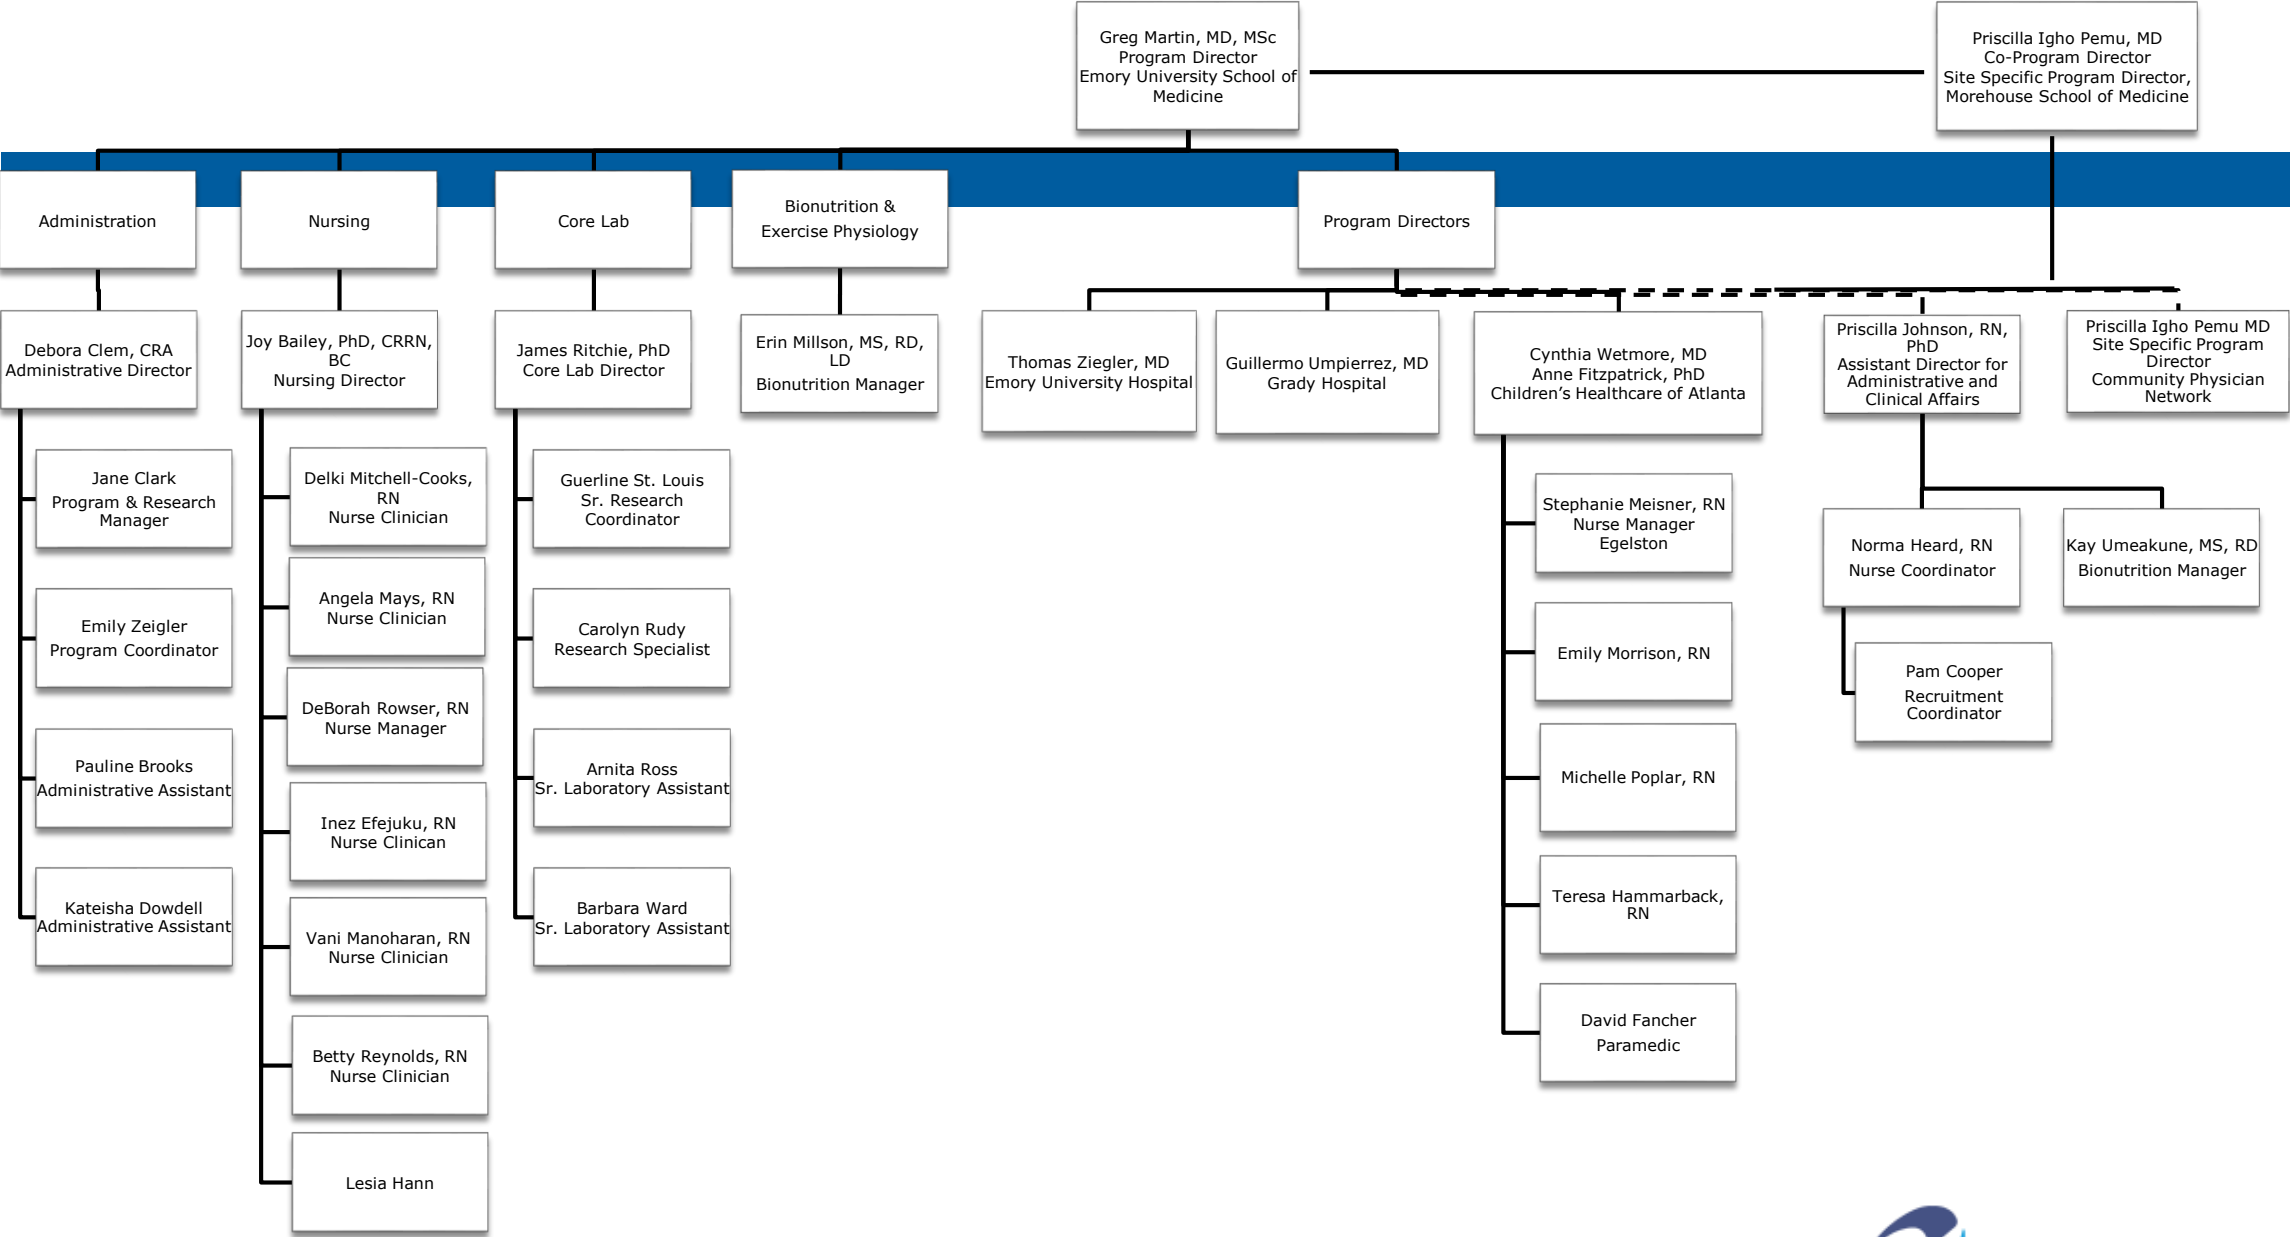 Greg Martin, MD, MSc
Program Director
Emory University School of
Medicine
Priscilla Igho Pemu, MD
Co-Program Director
Site Specific Program Director,
Morehouse School of Medicine
Administration
Nursing
Core Lab
Bionutrition &
Exercise Physiology
Program Directors
Debora Clem, CRA
Administrative Director
Joy Bailey, PhD, CRRN,
BC
Nursing Director
James Ritchie, PhD
Core Lab Director
Erin Millson, MS, RD,
LD
Bionutrition Manager
Thomas Ziegler, MD
Emory University Hospital
Guillermo Umpierrez, MD
Grady Hospital
Cynthia Wetmore, MD
Anne Fitzpatrick, PhD
Children’s Healthcare of Atlanta
Priscilla Johnson, RN,
PhD
Assistant Director for
Administrative and
Clinical Affairs
Priscilla Igho Pemu MD
Site Specific Program
Director
Community Physician
Network
Jane Clark
Program & Research
Manager
Emily Zeigler
Program Coordinator
Pauline Brooks
Administrative Assistant
Kateisha Dowdell
Administrative Assistant
Delki Mitchell-Cooks,
RN
Nurse Clinician
Angela Mays, RN
Nurse Clinician
DeBorah Rowser, RN
Nurse Manager
Inez Efejuku, RN
Nurse Clinican
Vani Manoharan, RN
Nurse Clinician
Betty Reynolds, RN
Nurse Clinician
Lesia Hann
Guerline St. Louis
Sr. Research
Coordinator
Carolyn Rudy
Research Specialist
Arnita Ross
Sr. Laboratory Assistant
Barbara Ward
Sr. Laboratory Assistant
Stephanie Meisner, RN
Nurse Manager
Egelston
Emily Morrison, RN
Michelle Poplar, RN
Teresa Hammarback,
RN
David Fancher
Paramedic
Norma Heard, RN
Nurse Coordinator
Kay Umeakune, MS, RD
Bionutrition Manager
Pam Cooper
Recruitment
Coordinator